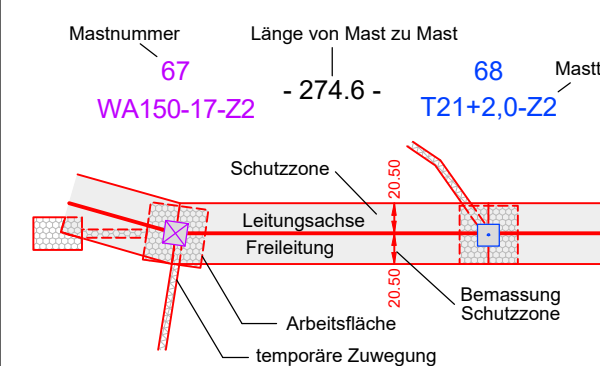 Mastnummer
Länge von Mast zu Mast
67
- 274.6 -
68
Mastt
WA150-17-Z2
T21+2,0-Z2
Schutzzone
20.50
Leitungsachse
Freileitung
20.50
Bemassung
Schutzzone
Arbeitsfläche
temporäre Zuwegung